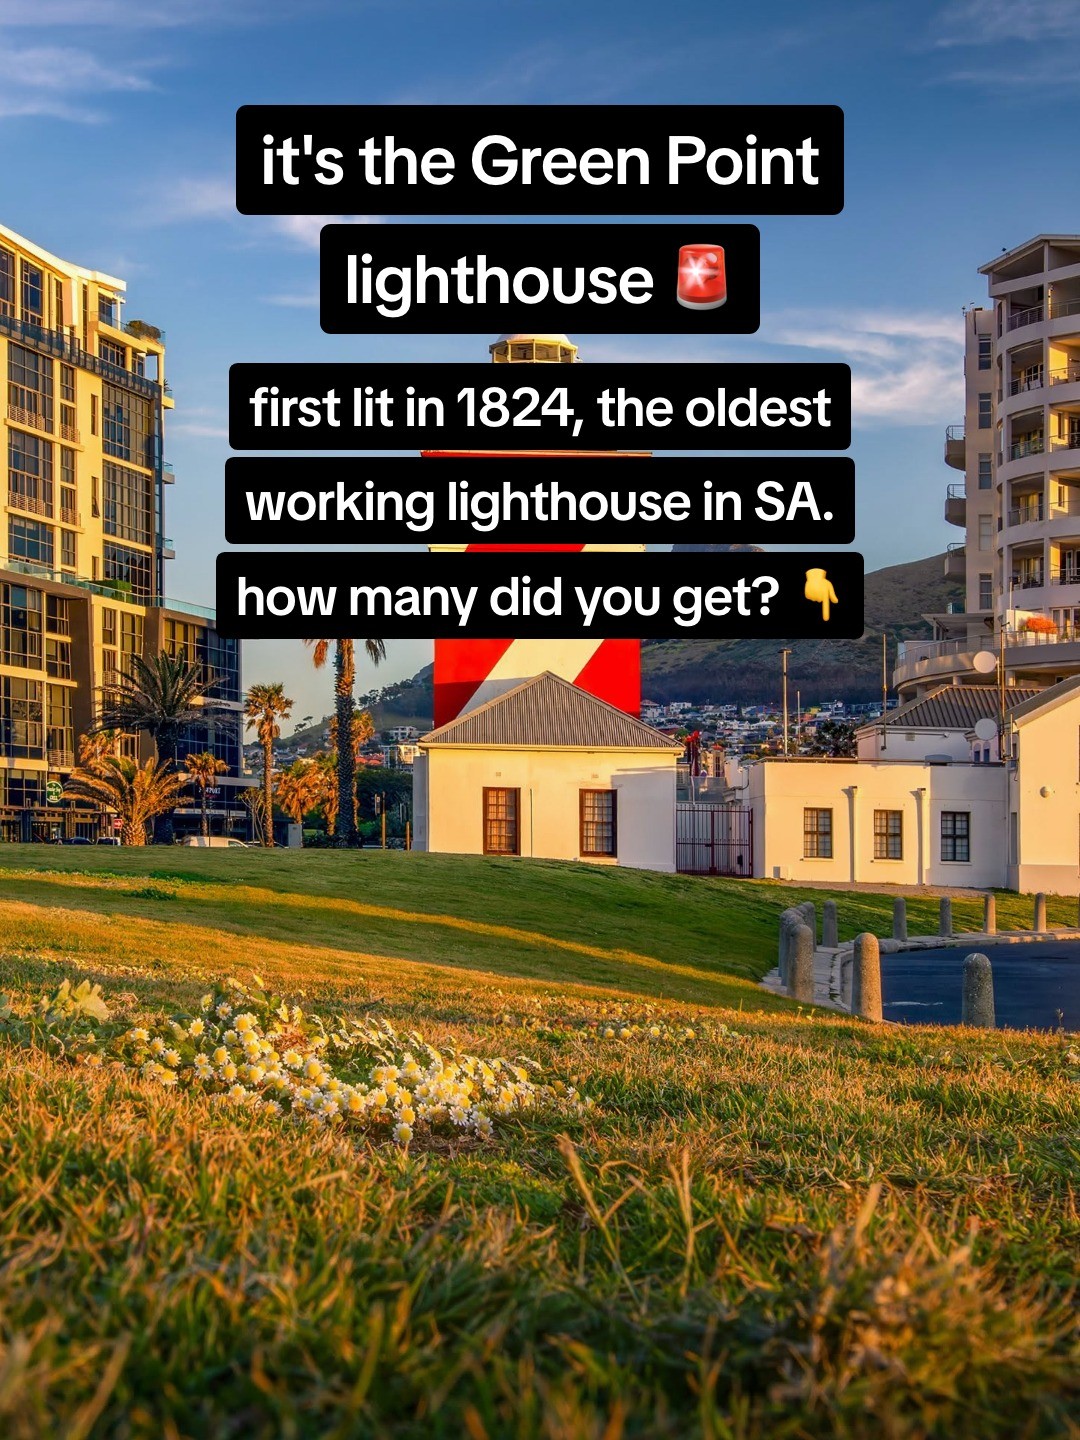 it's the Green Point
lighthouse 🚨
first lit in 1824, the oldest
working lighthouse in SA.
how many did you get? 👇